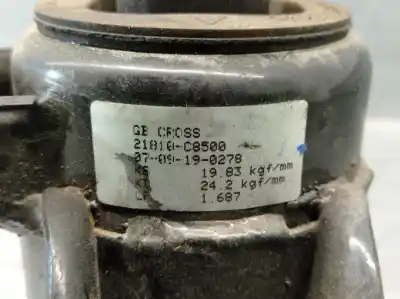 GB CROSS
21810-C8500
07-09-19-0278
19.83 kgf/mm
24.2 kgf/mm
1.687